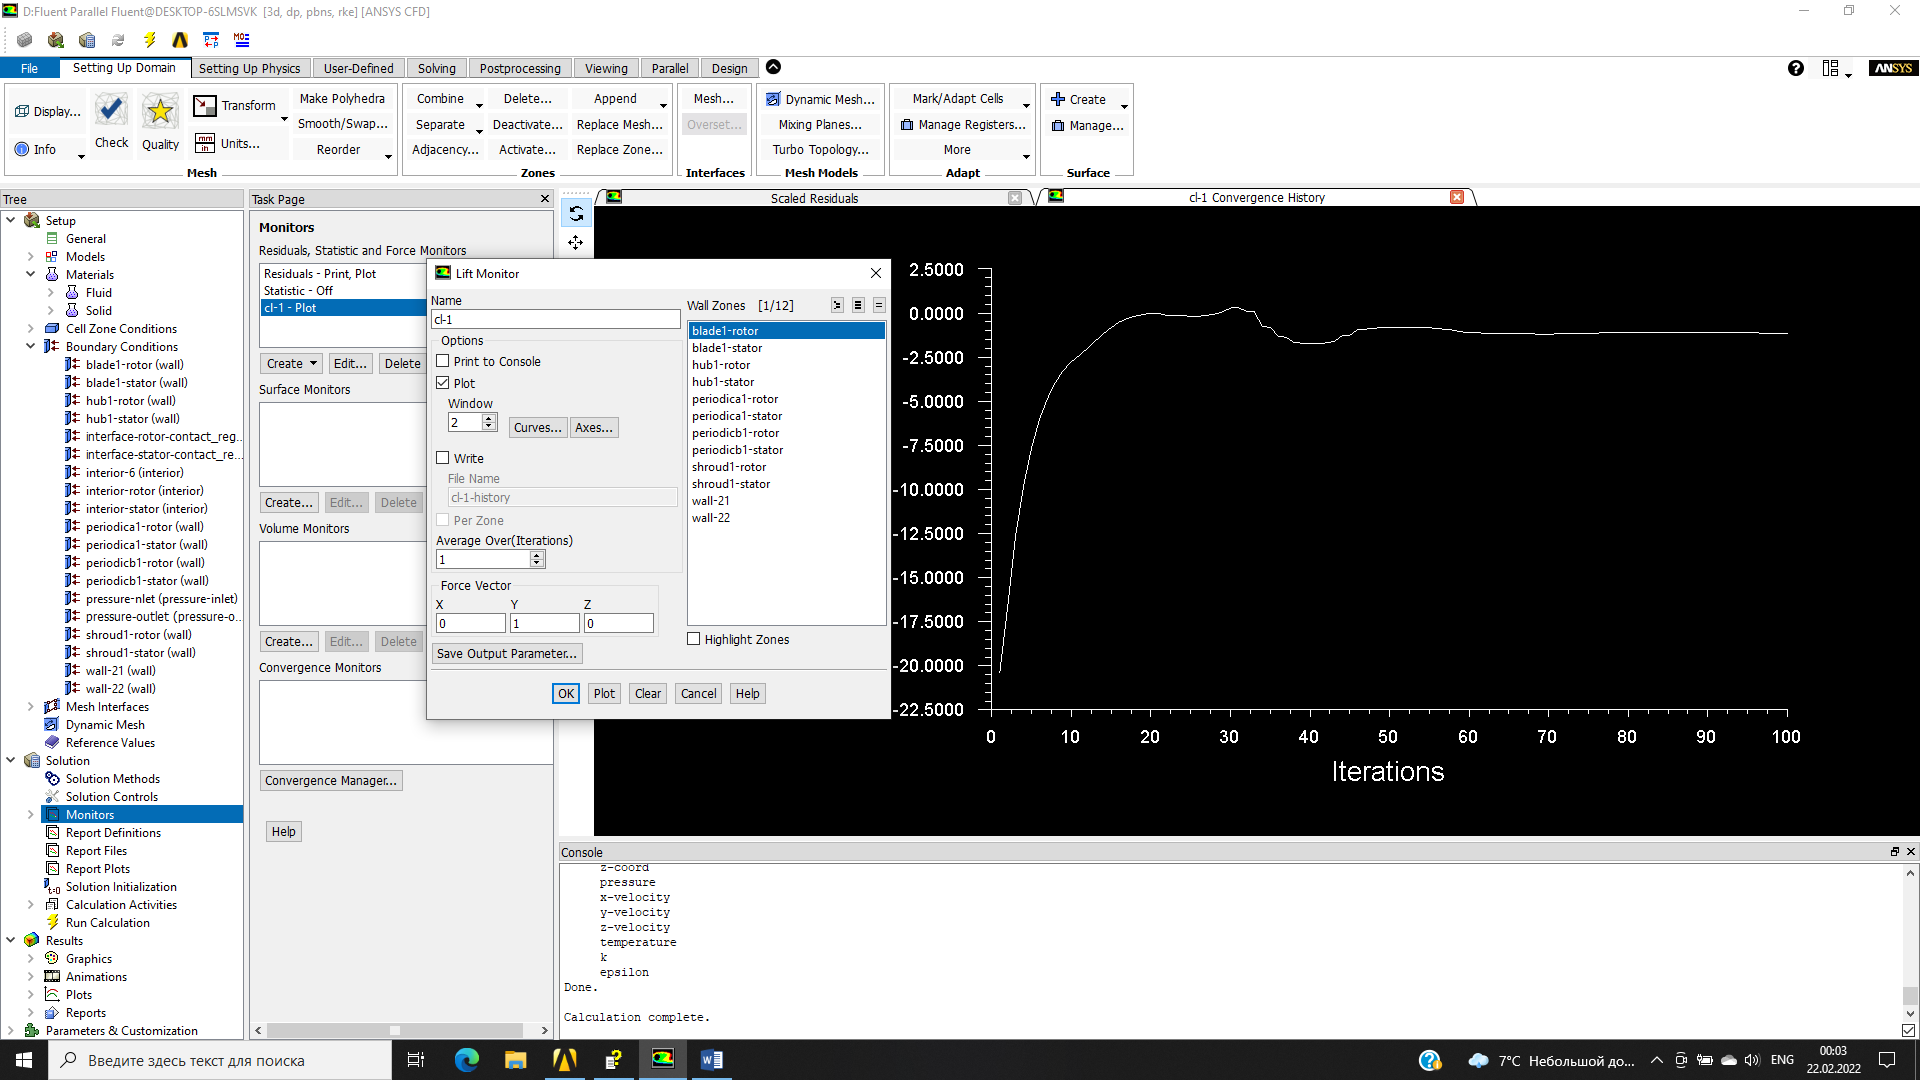 D:Fluent Parallel Fluent@DESKTOP-6SLMSVK [3d, dp, pbns, rke] [ANSYS CFD]
File
Setting Up Domain
Setting Up Physics
User-Defined
Solving
Postprocessing
Viewing
Parallel
Design
ANSYS
Display...
Info
Check
Quality
Transform
Units...
Make Polyhedra
Smooth/Swap...
Reorder
Mesh
Combine
Separate
Adjacency...
Delete...
Deactivate...
Activate...
Append
Replace Mesh...
Replace Zone...
Zones
Mesh...
Overset...
Interfaces
Dynamic Mesh...
Mixing Planes...
Turbo Topology...
Mesh Models
Mark/Adapt Cells
Manage Registers...
More
Adapt
Create
Manage...
Surface
Tree
Setup
General
Models
Materials
Fluid
Solid
Cell Zone Conditions
Boundary Conditions
blade1-rotor (wall)
blade1-stator (wall)
hub1-rotor (wall)
hub1-stator (wall)
interface-rotor-contact_reg...
interface-stator-contact_re...
interior-6 (interior)
interior-rotor (interior)
interior-stator (interior)
periodica1-rotor (wall)
periodica1-stator (wall)
periodicb1-rotor (wall)
periodicb1-stator (wall)
pressure-nlet (pressure-inlet)
pressure-outlet (pressure-o...
shroud1-rotor (wall)
shroud1-stator (wall)
wall-21 (wall)
wall-22 (wall)
Mesh Interfaces
Dynamic Mesh
Reference Values
Solution
Solution Methods
Solution Controls
Monitors
Report Definitions
Report Files
Report Plots
Solution Initialization
Calculation Activities
Run Calculation
Results
Graphics
Animations
Plots
Reports
Parameters & Customization
Task Page
Monitors
Residuals, Statistic and Force Monitors
Residuals - Print, Plot
Statistic - Off
cl-1 - Plot
Create
Edit...
Delete
Surface Monitors
Create...
Edit...
Delete
Volume Monitors
Create...
Edit...
Delete
Convergence Monitors
Convergence Manager...
Help
Lift Monitor
Name
cl-1
Options
Print to Console
Plot
Window
2
Curves...
Axes...
Write
File Name
cl-1-history
Per Zone
Average Over(Iterations)
1
Force Vector
X Y Z
0 1 0
Save Output Parameter...
Wall Zones [1/12]
blade1-rotor
blade1-stator
hub1-rotor
hub1-stator
periodica1-rotor
periodica1-stator
periodicb1-rotor
periodicb1-stator
shroud1-rotor
shroud1-stator
wall-21
wall-22
Highlight Zones
OK
Plot
Clear
Cancel
Help
Scaled Residuals
cl-1 Convergence History
2.5000
0.0000
-2.5000
-5.0000
-7.5000
-10.0000
-12.5000
-15.0000
-17.5000
-20.0000
-22.5000
0 10 20 30 40 50 60 70 80 90 100
Iterations
Console
z-coord
pressure
x-velocity
y-velocity
z-velocity
temperature
k
epsilon
Done.
Calculation complete.
Введите здесь текст для поиска
7°C Небольшой до...
ENG
00:03
22.02.2022